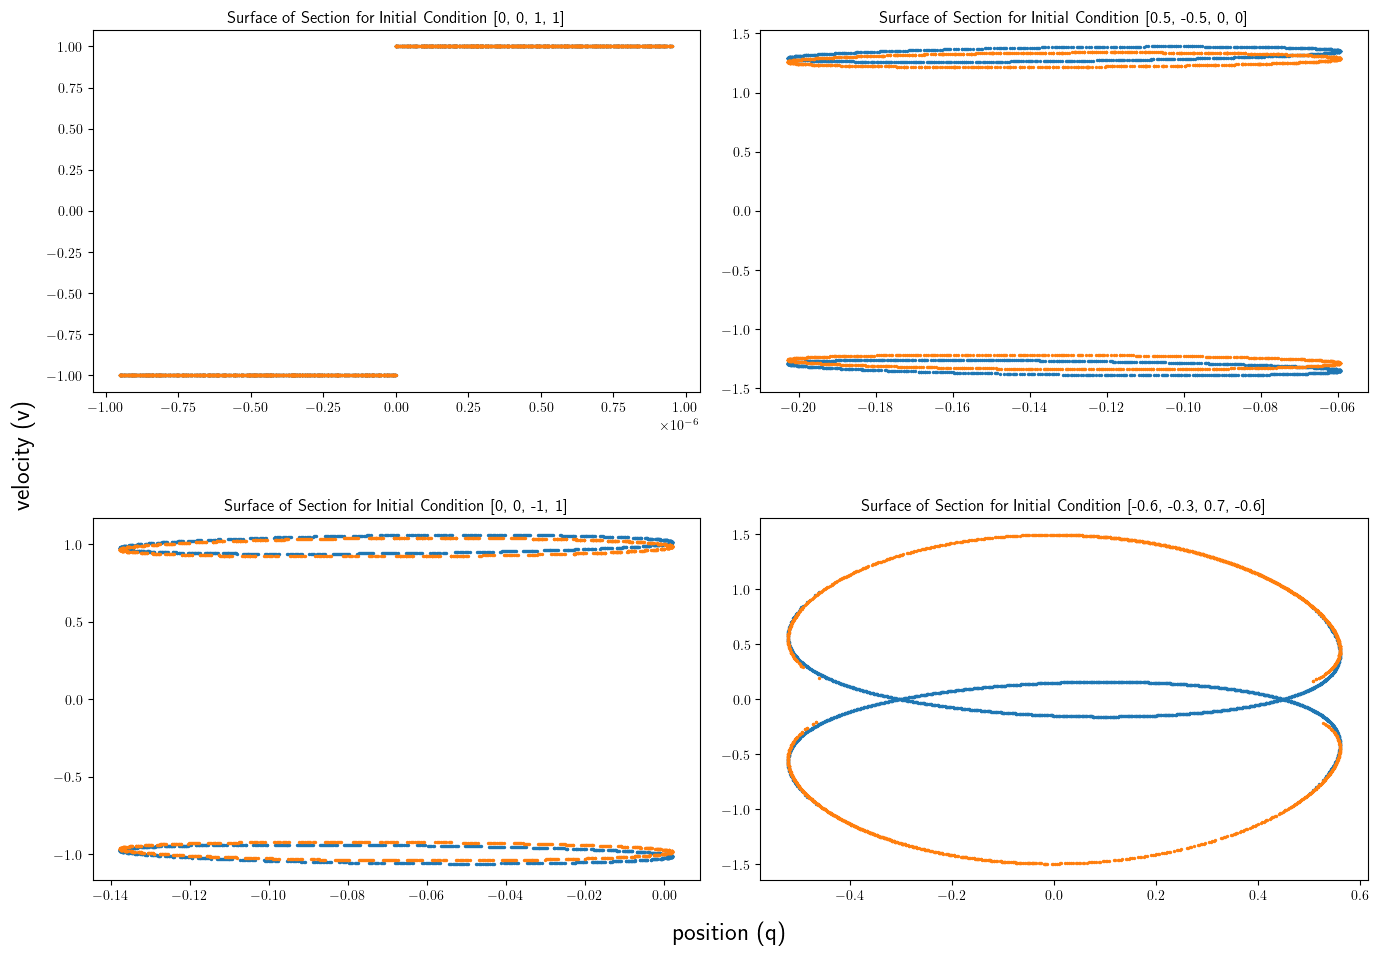 Surface of Section for Initial Condition [0, 0, 1, 1]
1.00
0.75
0.50
0.25
0.00
−0.25
−0.50
−0.75
−1.00
−1.00 −0.75 −0.50 −0.25 0.00 0.25 0.50 0.75 1.00
×10−6
Surface of Section for Initial Condition [0.5, -0.5, 0, 0]
1.5
1.0
0.5
0.0
−0.5
−1.0
−1.5
−0.20 −0.18 −0.16 −0.14 −0.12 −0.10 −0.08 −0.06
velocity (v)
Surface of Section for Initial Condition [0, 0, -1, 1]
1.0
0.5
0.0
−0.5
−1.0
−0.14 −0.12 −0.10 −0.08 −0.06 −0.04 −0.02 0.00
Surface of Section for Initial Condition [-0.6, -0.3, 0.7, -0.6]
1.5
1.0
0.5
0.0
−0.5
−1.0
−1.5
−0.4 −0.2 0.0 0.2 0.4 0.6
position (q)